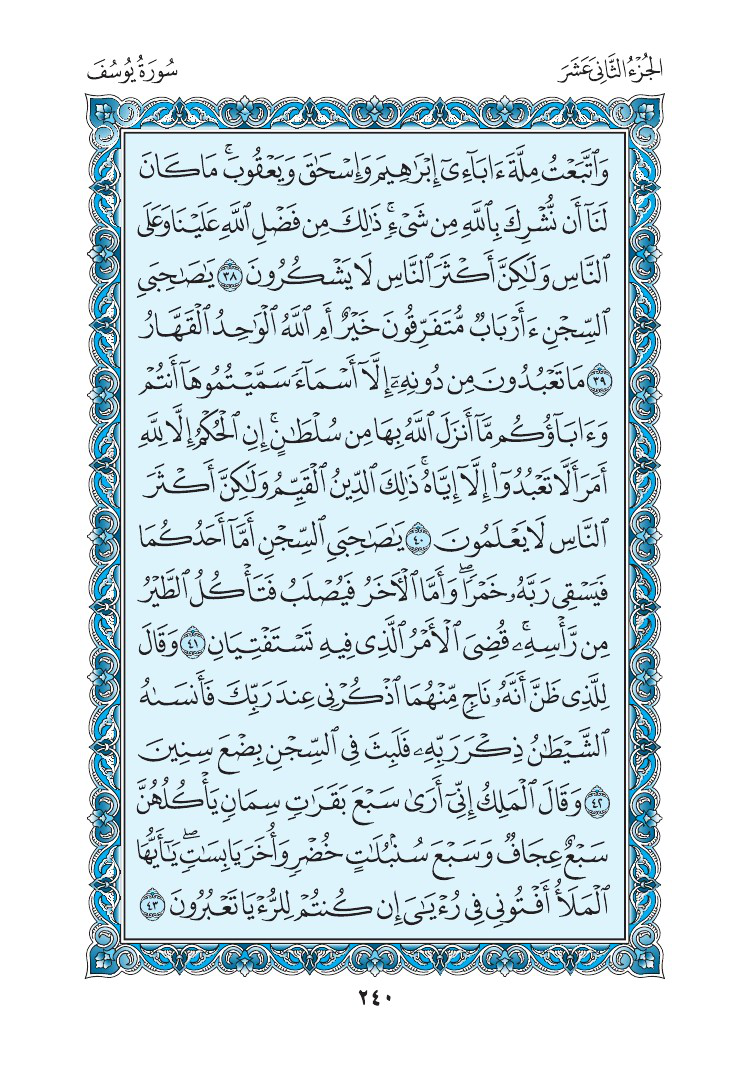 الجُزْءُ الثَّانِيَ عَشَرَ
سُورَةُ يُوسُفَ
وَٱتَّبَعْتُ مِلَّةَ ءَابَآءِىٓ إِبْرَٰهِيمَ وَإِسْحَٰقَ وَيَعْقُوبَ ۚ مَا كَانَ
لَنَآ أَن نُّشْرِكَ بِٱللَّهِ مِن شَىْءٍ ۚ ذَٰلِكَ مِن فَضْلِ ٱللَّهِ عَلَيْنَا وَعَلَى
ٱلنَّاسِ وَلَٰكِنَّ أَكْثَرَ ٱلنَّاسِ لَا يَشْكُرُونَ ٣٨ يَٰصَٰحِبَىِ
ٱلسِّجْنِ ءَأَرْبَابٌ مُّتَفَرِّقُونَ خَيْرٌ أَمِ ٱللَّهُ ٱلْوَٰحِدُ ٱلْقَهَّارُ
٣٩ مَا تَعْبُدُونَ مِن دُونِهِۦٓ إِلَّآ أَسْمَآءً سَمَّيْتُمُوهَآ أَنتُمْ
وَءَابَآؤُكُم مَّآ أَنزَلَ ٱللَّهُ بِهَا مِن سُلْطَٰنٍ ۚ إِنِ ٱلْحُكْمُ إِلَّا لِلَّهِ
أَمَرَ أَلَّا تَعْبُدُوٓا۟ إِلَّآ إِيَّاهُ ۚ ذَٰلِكَ ٱلدِّينُ ٱلْقَيِّمُ وَلَٰكِنَّ أَكْثَرَ
ٱلنَّاسِ لَا يَعْلَمُونَ ٤٠ يَٰصَٰحِبَىِ ٱلسِّجْنِ أَمَّآ أَحَدُكُمَا
فَيَسْقِى رَبَّهُۥ خَمْرًا ۖ وَأَمَّا ٱلْءَاخَرُ فَيُصْلَبُ فَتَأْكُلُ ٱلطَّيْرُ
مِن رَّأْسِهِۦ ۚ قُضِىَ ٱلْأَمْرُ ٱلَّذِى فِيهِ تَسْتَفْتِيَانِ ٤١ وَقَالَ
لِلَّذِى ظَنَّ أَنَّهُۥ نَاجٍ مِّنْهُمَا ٱذْكُرْنِى عِندَ رَبِّكَ فَأَنسَىٰهُ
ٱلشَّيْطَٰنُ ذِكْرَ رَبِّهِۦ فَلَبِثَ فِى ٱلسِّجْنِ بِضْعَ سِنِينَ
٤٢ وَقَالَ ٱلْمَلِكُ إِنِّىٓ أَرَىٰ سَبْعَ بَقَرَٰتٍ سِمَانٍ يَأْكُلُهُنَّ
سَبْعٌ عِجَافٌ وَسَبْعَ سُنۢبُلَٰتٍ خُضْرٍ وَأُخَرَ يَابِسَٰتٍ ۖ يَٰٓأَيُّهَا
ٱلْمَلَأُ أَفْتُونِى فِى رُءْيَٰىَ إِن كُنتُمْ لِلرُّءْيَا تَعْبُرُونَ ٤٣
٢٤٠